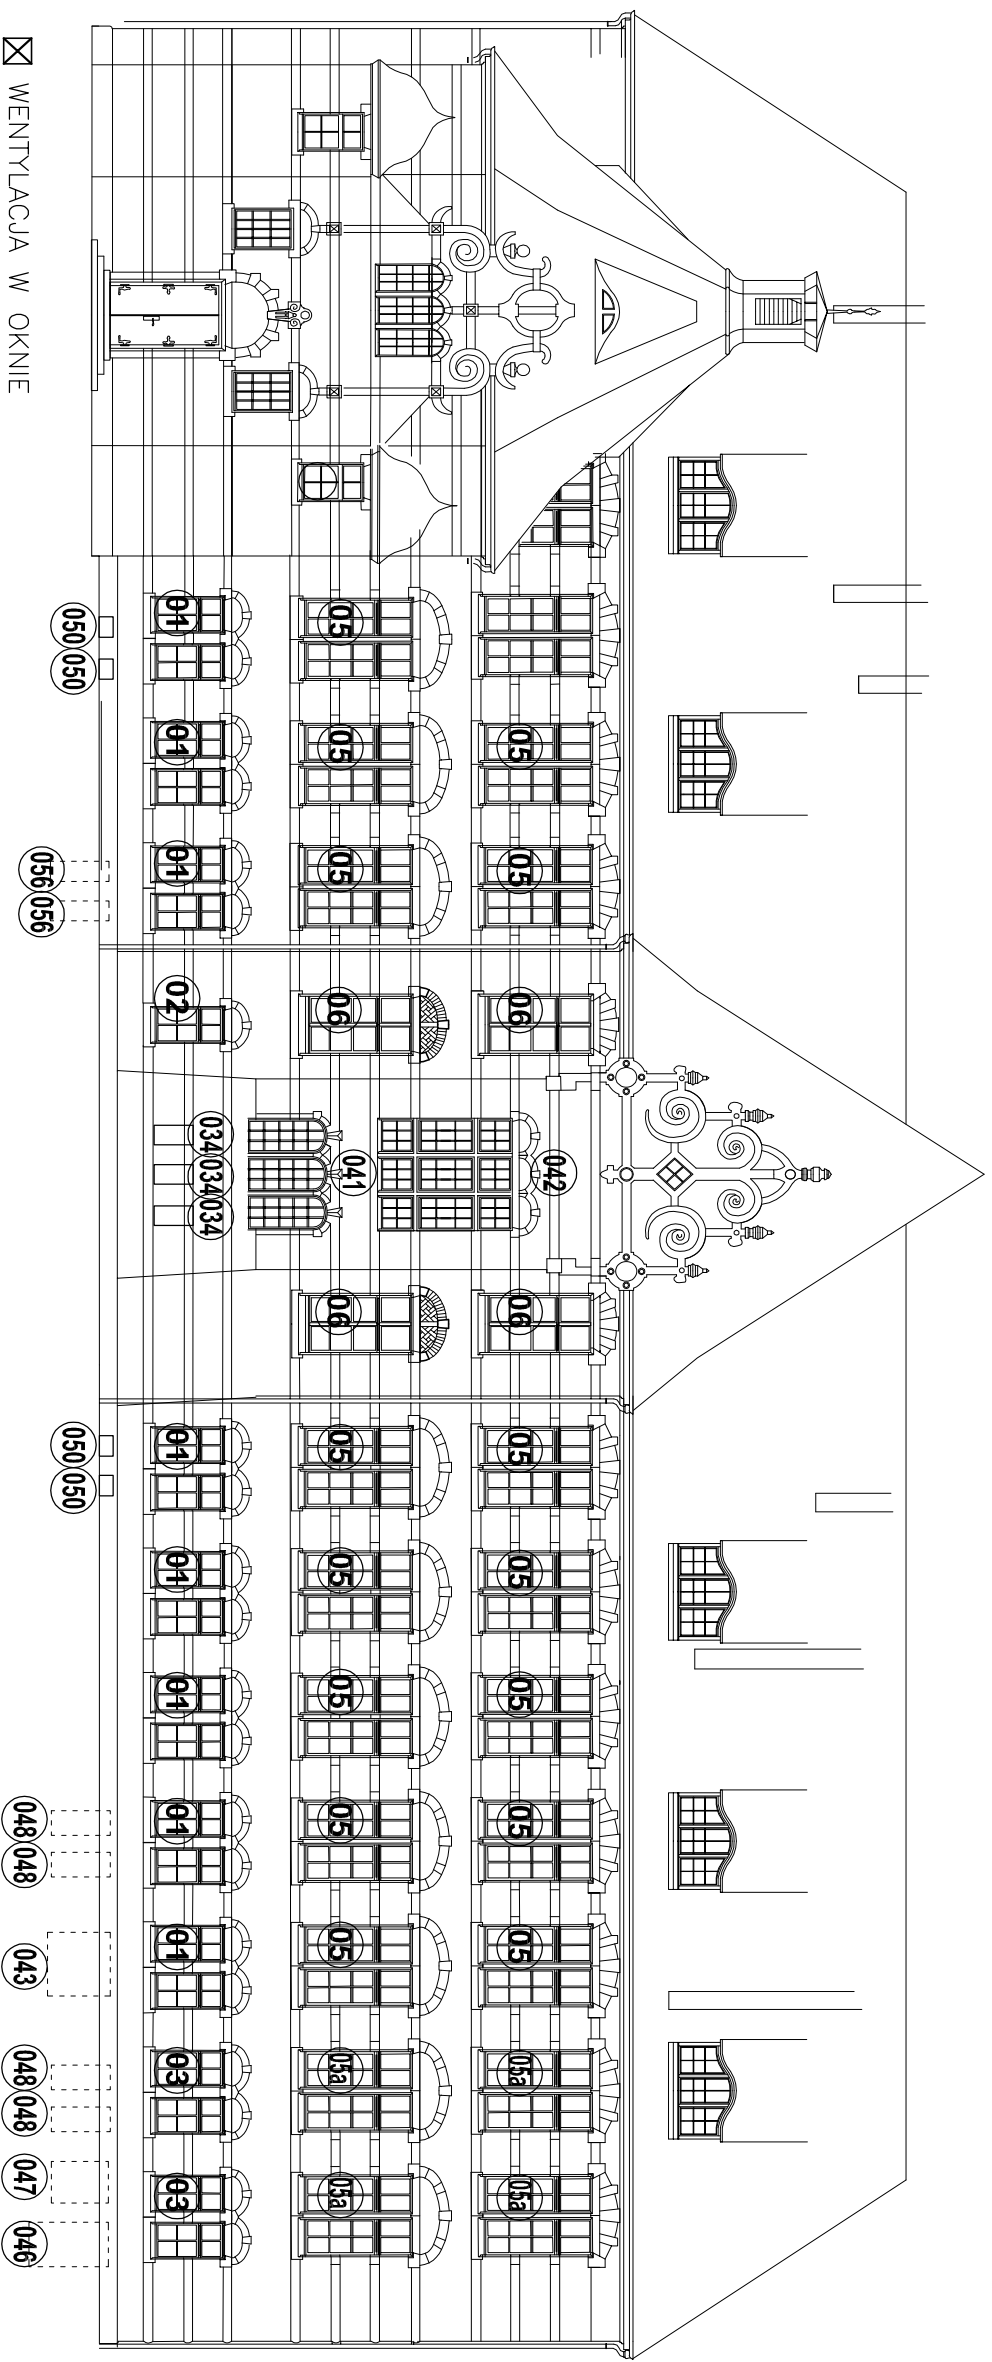 042
05 05 06 06 05 05 05 05 05 05a 05a
05 05 05 06 041 06 05 05 05 05 05 05a 05a
034 034 034
01 01 01 02 01 01 01 01 01 03 03
050 050 050 050
056 056
048 048 043 048 048 047 046
WENTYLACJA W OKNIE